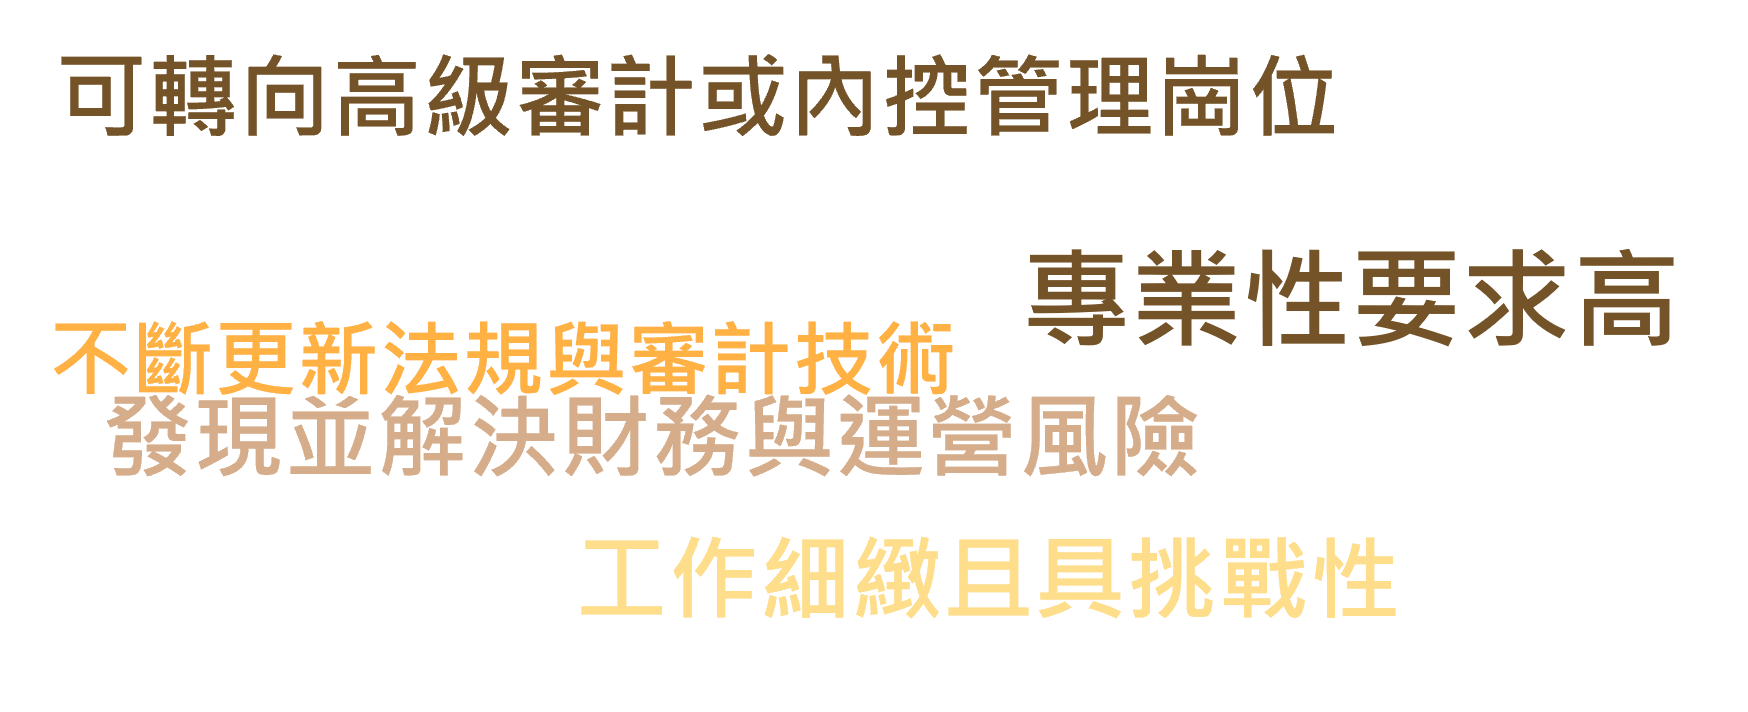 可轉向高級審計或內控管理崗位
專業性要求高
不斷更新法規與審計技術
發現並解決財務與運營風險
工作細緻且具挑戰性